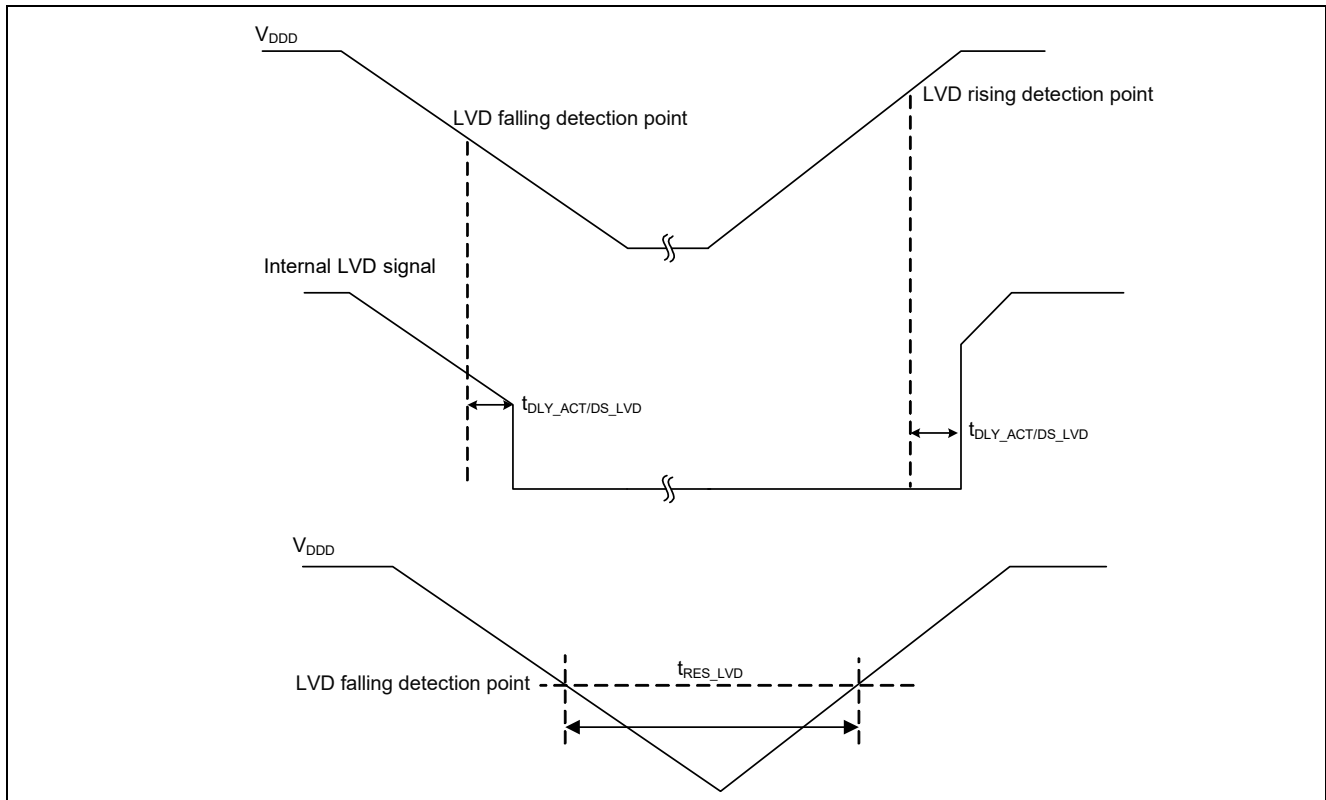 VDDD
LVD rising detection point
LVD falling detection point
Internal LVD signal
tDLY_ACT/DS_LVD
tDLY_ACT/DS_LVD
VDDD
tRES_LVD
LVD falling detection point